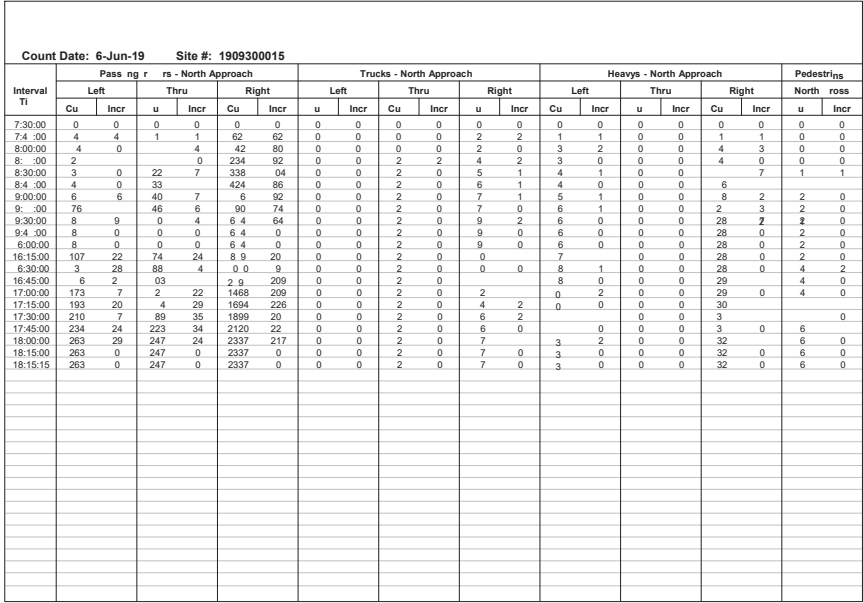 Count Date: 6-Jun-19 Site #: 1909300015
Pass ng r rs - North Approach Trucks - North Approach Heavys - North Approach Pedestrins
Interval Left Thru Right Left Thru Right Left Thru Right North ross
Ti Cu Incr u Incr Cu Incr u Incr u Incr u Incr Cu Incr u Incr Cu Incr u Incr
7:30:00 0 0 0 0 0 0 0 0 0 0 0 0 0 0 0 0 0 0 0 0
7:4 :00 4 4 1 1 62 62 0 0 0 0 2 2 1 1 0 0 1 1 0 0
8:00:00 4 0 4 42 80 0 0 0 0 2 0 3 2 0 0 4 3 0 0
8: :00 2 0 234 92 0 0 2 2 4 2 3 0 0 0 4 0 0 0
8:30:00 3 0 22 7 338 04 0 0 2 0 5 1 4 1 0 0 7 1 1
8:4 :00 4 0 33 424 86 0 0 2 0 6 1 4 0 0 0 6
9:00:00 6 6 40 7 6 92 0 0 2 0 7 1 5 1 0 0 8 2 2 0
9: :00 76 46 6 90 74 0 0 2 0 7 0 6 1 0 0 2 3 2 0
9:30:00 8 9 0 4 6 4 64 0 0 2 0 9 2 6 0 0 0 28 2 0
9:4 :00 8 0 0 0 6 4 0 0 0 2 0 9 0 6 0 0 0 28 0 2 0
6:00:00 8 0 0 0 6 4 0 0 0 2 0 9 0 6 0 0 0 28 0 2 0
16:15:00 107 22 74 24 8 9 20 0 0 2 0 0 7 0 0 28 0 2 0
6:30:00 3 28 88 4 0 0 9 0 0 2 0 0 0 8 1 0 0 28 0 4 2
16:45:00 6 2 03 2 9 209 0 0 2 0 8 0 0 0 29 4 0
17:00:00 173 7 2 22 1468 209 0 0 2 0 2 0 2 0 0 29 0 4 0
17:15:00 193 20 4 29 1694 226 0 0 2 0 4 2 0 0 0 0 30
17:30:00 210 7 89 35 1899 20 0 0 2 0 6 2 0 0 3 0
17:45:00 234 24 223 34 2120 22 0 0 2 0 6 0 0 0 0 3 0 6
18:00:00 263 29 247 24 2337 217 0 0 2 0 7 3 2 0 0 32 6 0
18:15:00 263 0 247 0 2337 0 0 0 2 0 7 0 3 0 0 0 32 0 6 0
18:15:15 263 0 247 0 2337 0 0 0 2 0 7 0 3 0 0 0 32 0 6 0